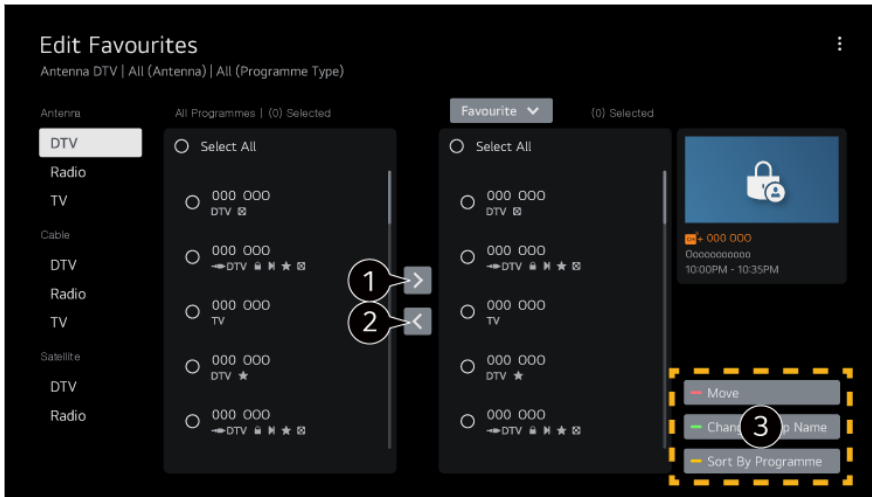 Edit Favourites
Antenna DTV | All (Antenna) | All (Programme Type)
Antenna
DTV
Radio
TV
Cable
DTV
Radio
TV
Satellite
DTV
Radio
All Programmes | (0) Selected
Select All
000 000
DTV
000 000
DTV
000 000
TV
000 000
DTV
000 000
DTV
1
2
Favourite
(0) Selected
Select All
000 000
DTV
000 000
DTV
000 000
TV
000 000
DTV
000 000
DTV
CH+ 000 000
Ooooooooooo
10:00PM - 10:35PM
Move
3
Name
Sort By Programme